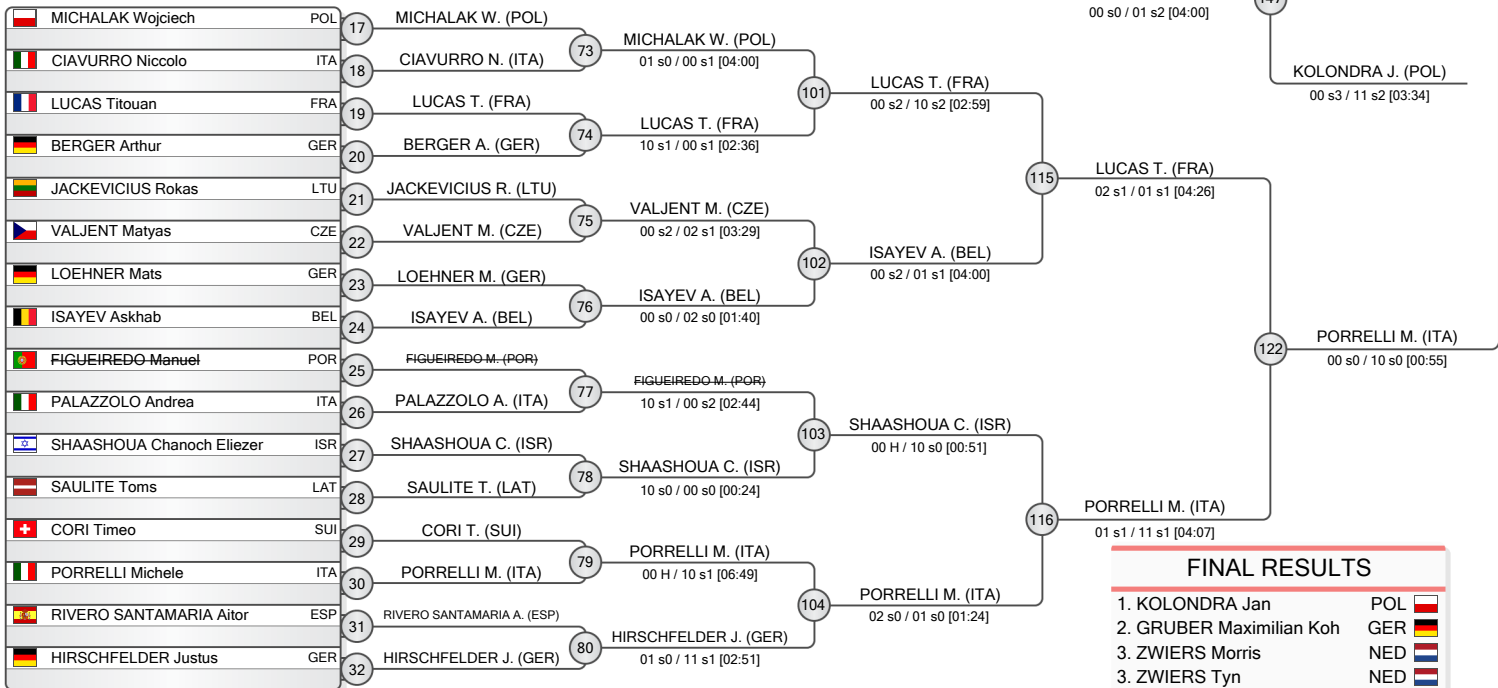 MICHALAK Wojciech POL
CIAVURRO Niccolo ITA
LUCAS Titouan FRA
BERGER Arthur GER
JACKEVICIUS Rokas LTU
VALJENT Matyas CZE
LOEHNER Mats GER
ISAYEV Askhab BEL
FIGUEIREDO Manuel POR
PALAZZOLO Andrea ITA
SHAASHOUA Chanoch Eliezer ISR
SAULITE Toms LAT
CORI Timeo SUI
PORRELLI Michele ITA
RIVERO SANTAMARIA Aitor ESP
HIRSCHFELDER Justus GER
17
18
19
20
21
22
23
24
25
26
27
28
29
30
31
32
MICHALAK W. (POL)
CIAVURRO N. (ITA)
LUCAS T. (FRA)
BERGER A. (GER)
JACKEVICIUS R. (LTU)
VALJENT M. (CZE)
LOEHNER M. (GER)
ISAYEV A. (BEL)
FIGUEIREDO M. (POR)
PALAZZOLO A. (ITA)
SHAASHOUA C. (ISR)
SAULITE T. (LAT)
CORI T. (SUI)
PORRELLI M. (ITA)
RIVERO SANTAMARIA A. (ESP)
HIRSCHFELDER J. (GER)
73
74
75
76
77
78
79
80
MICHALAK W. (POL)
01 s0 / 00 s1 [04:00]
LUCAS T. (FRA)
10 s1 / 00 s1 [02:36]
VALJENT M. (CZE)
00 s2 / 02 s1 [03:29]
ISAYEV A. (BEL)
00 s0 / 02 s0 [01:40]
FIGUEIREDO M. (POR)
10 s1 / 00 s2 [02:44]
SHAASHOUA C. (ISR)
10 s0 / 00 s0 [00:24]
PORRELLI M. (ITA)
00 H / 10 s1 [06:49]
HIRSCHFELDER J. (GER)
01 s0 / 11 s1 [02:51]
101
102
103
104
LUCAS T. (FRA)
00 s2 / 10 s2 [02:59]
ISAYEV A. (BEL)
00 s2 / 01 s1 [04:00]
SHAASHOUA C. (ISR)
00 H / 10 s0 [00:51]
PORRELLI M. (ITA)
02 s0 / 01 s0 [01:24]
115
116
00 s0 / 01 s2 [04:00]
LUCAS T. (FRA)
02 s1 / 01 s1 [04:26]
PORRELLI M. (ITA)
01 s1 / 11 s1 [04:07]
122
KOLONDRA J. (POL)
00 s3 / 11 s2 [03:34]
PORRELLI M. (ITA)
00 s0 / 10 s0 [00:55]
FINAL RESULTS
1. KOLONDRA Jan POL
2. GRUBER Maximilian Koh GER
3. ZWIERS Morris NED
3. ZWIERS Tyn NED